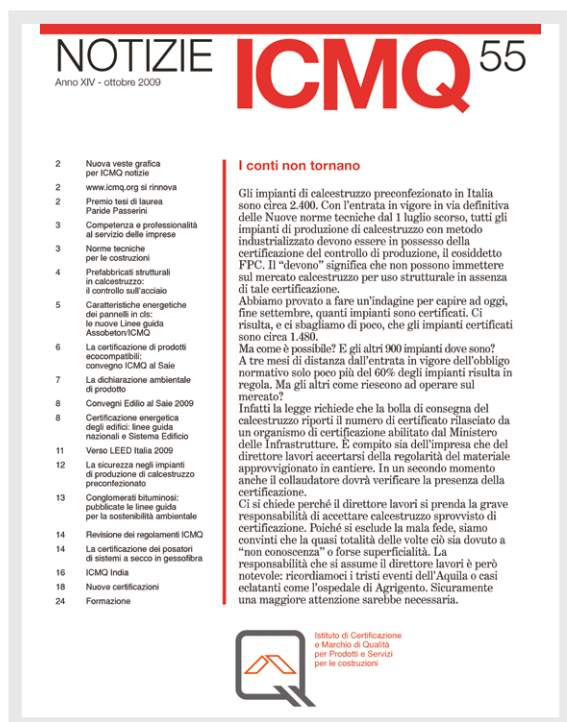 NOTIZIE ICMQ 55
Anno XIV - ottobre 2009
2 Nuova veste grafica
per ICMQ notizie
2 www.icmq.org si rinnova
2 Premio tesi di laurea
Paride Passerini
3 Competenza e professionalità
al servizio delle imprese
3 Norme tecniche
per le costruzioni
4 Prefabbricati strutturali
in calcestruzzo:
il controllo sull'acciaio
5 Caratteristiche energetiche
dei pannelli in cls:
le nuove Linee guida
Assobeton/ICMQ
6 La certificazione di prodotti
ecocompatibili:
convegno ICMQ al Saie
7 La dichiarazione ambientale
di prodotto
8 Convegni Edilio al Saie 2009
8 Certificazione energetica
degli edifici: linee guida
nazionali e Sistema Edificio
11 Verso LEED Italia 2009
12 La sicurezza negli impianti
di produzione di calcestruzzo
preconfezionato
13 Conglomerati bituminosi:
pubblicate le linee guida
per la sostenibilità ambientale
14 Revisione dei regolamenti ICMQ
14 La certificazione dei posatori
di sistemi a secco in gessofibra
16 ICMQ India
18 Nuove certificazioni
24 Formazione
I conti non tornano
Gli impianti di calcestruzzo preconfezionato in Italia
sono circa 2.400. Con l'entrata in vigore in via definitiva
delle Nuove norme tecniche dal 1 luglio scorso, tutti gli
impianti di produzione di calcestruzzo con metodo
industrializzato devono essere in possesso della
certificazione del controllo di produzione, il cosiddetto
FPC. Il "devono" significa che non possono immettere
sul mercato calcestruzzo per uso strutturale in assenza
di tale certificazione.
Abbiamo provato a fare un'indagine per capire ad oggi,
fine settembre, quanti impianti sono certificati. Ci
risulta, e ci sbagliamo di poco, che gli impianti certificati
sono circa 1.480.
Ma come è possibile? E gli altri 900 impianti dove sono?
A tre mesi di distanza dall'entrata in vigore dell'obbligo
normativo solo poco più del 60% degli impianti risulta in
regola. Ma gli altri come riescono ad operare sul
mercato?
Infatti la legge richiede che la bolla di consegna del
calcestruzzo riporti il numero di certificato rilasciato da
un organismo di certificazione abilitato dal Ministero
delle Infrastrutture. È compito sia dell'impresa che del
direttore lavori accertarsi della regolarità del materiale
approvvigionato in cantiere. In un secondo momento
anche il collaudatore dovrà verificare la presenza della
certificazione.
Ci si chiede perché il direttore lavori si prenda la grave
responsabilità di accettare calcestruzzo sprovvisto di
certificazione. Poiché si esclude la mala fede, siamo
convinti che la quasi totalità delle volte ciò sia dovuto a
"non conoscenza" o forse superficialità. La
responsabilità che si assume il direttore lavori è però
notevole: ricordiamoci i tristi eventi dell'Aquila o casi
eclatanti come l'ospedale di Agrigento. Sicuramente
una maggiore attenzione sarebbe necessaria.
Istituto di Certificazione
e Marchio di Qualità
per Prodotti e Servizi
per le costruzioni